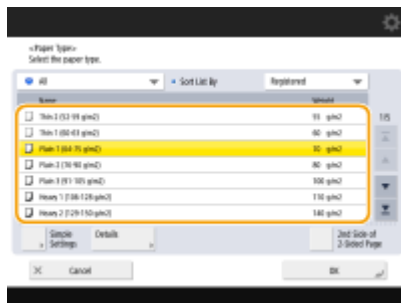 <Paper Type>
Select the paper type.
All
Sort List By
Registered
Name
Weight
Thin 2 (52-59 g/m2)
55 g/m2
1/5
Thin 1 (60-63 g/m2)
60 g/m2
Plain 1 (64-75 g/m2)
70 g/m2
Plain 2 (76-90 g/m2)
80 g/m2
Plain 3 (91-105 g/m2)
100 g/m2
Heavy 1 (106-128 g/m2)
110 g/m2
Heavy 2 (129-150 g/m2)
140 g/m2
Simple
Settings
Details
2nd Side of
2-Sided Page
Cancel
OK